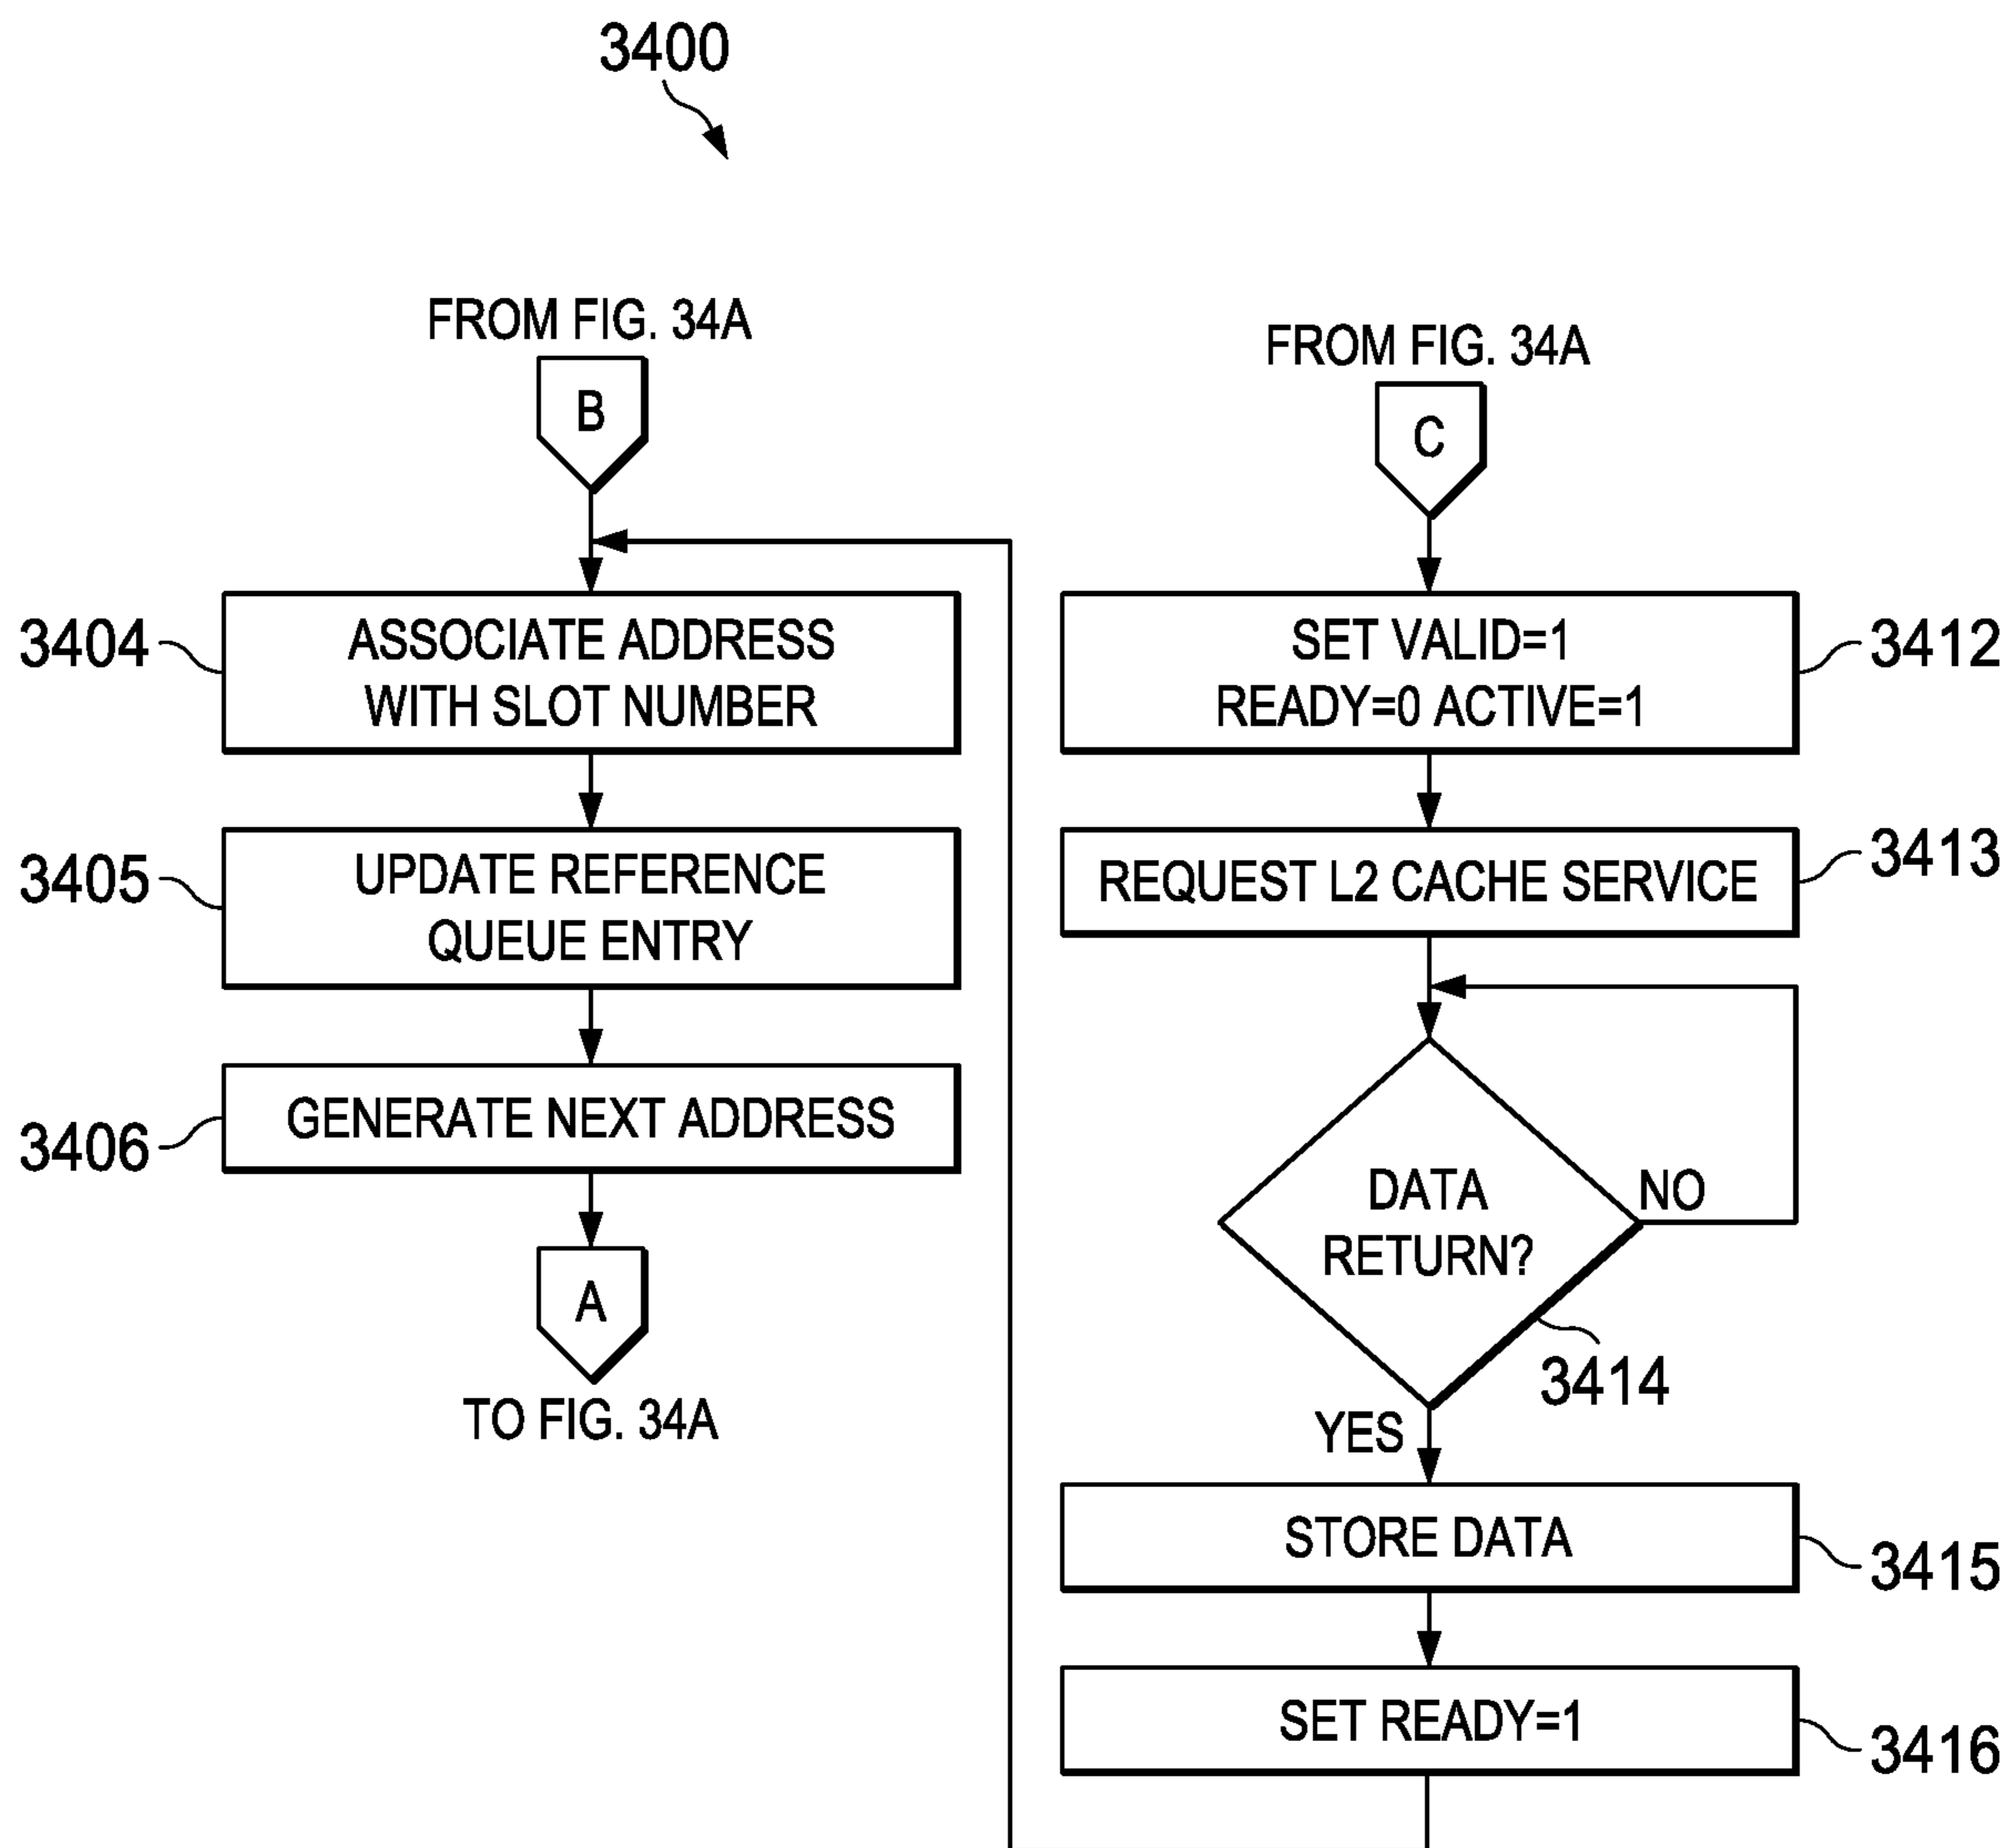 3400
FROM FIG. 34A
B
3404
ASSOCIATE ADDRESS
WITH SLOT NUMBER
3405
UPDATE REFERENCE
QUEUE ENTRY
3406
GENERATE NEXT ADDRESS
A
TO FIG. 34A
FROM FIG. 34A
C
SET VALID=1
READY=0 ACTIVE=1
3412
REQUEST L2 CACHE SERVICE
3413
DATA
RETURN?
NO
3414
YES
STORE DATA
3415
SET READY=1
3416